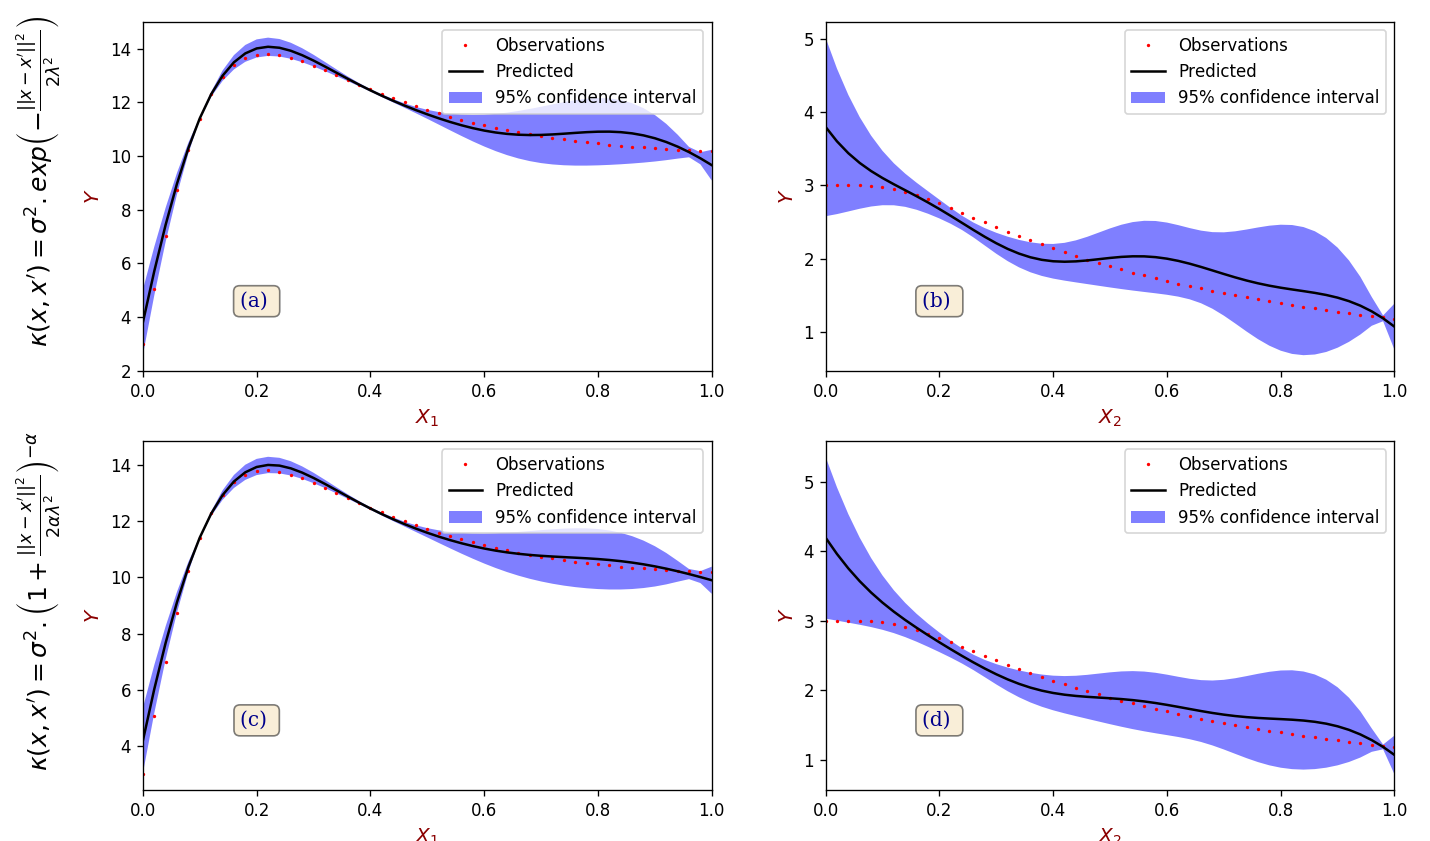 κ(x, x′) = σ². exp(−||x − x′||²/2λ²)
14
12
10
8
6
4
2
Y
Observations
Predicted
95% confidence interval
(a)
0.0 0.2 0.4 0.6 0.8 1.0
X₁
5
4
3
2
1
Y
Observations
Predicted
95% confidence interval
(b)
0.0 0.2 0.4 0.6 0.8 1.0
X₂
κ(x, x′) = σ². (1 + ||x − x′||²/2αλ²)^−α
14
12
10
8
6
4
Y
Observations
Predicted
95% confidence interval
(c)
0.0 0.2 0.4 0.6 0.8 1.0
X₁
5
4
3
2
1
Y
Observations
Predicted
95% confidence interval
(d)
0.0 0.2 0.4 0.6 0.8 1.0
X₂